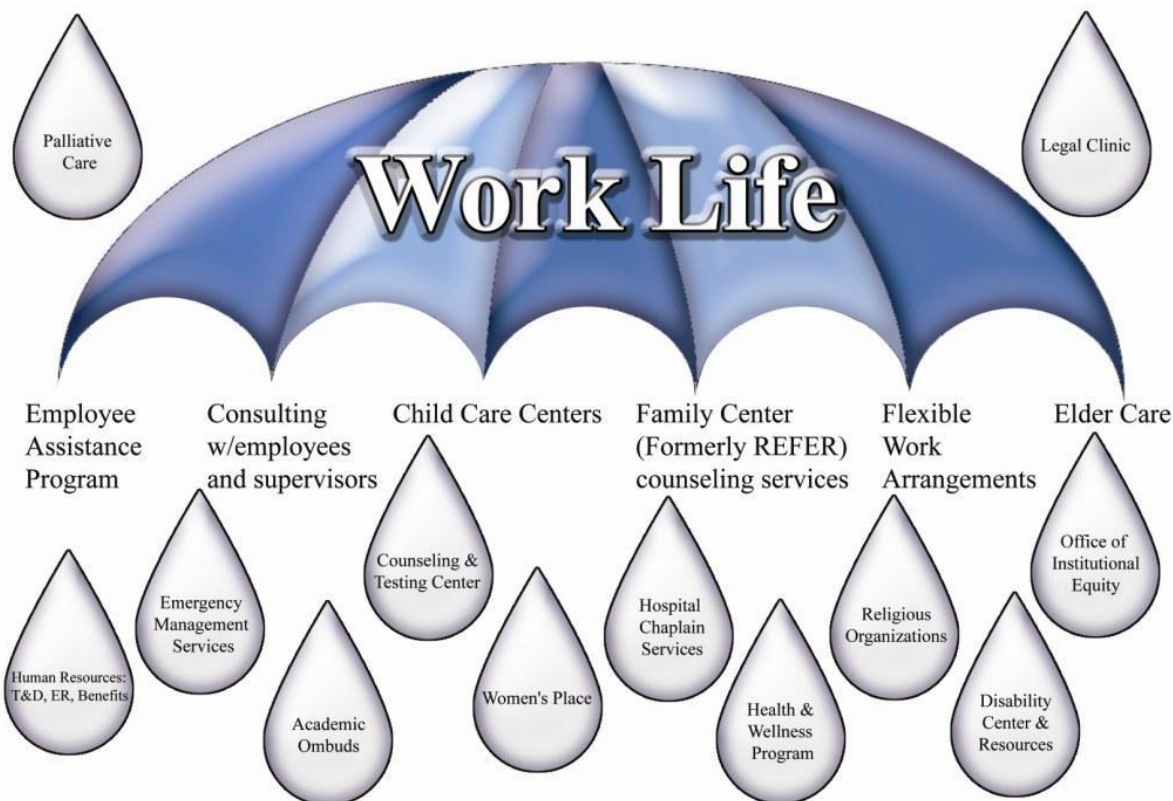 Palliative
Care
Legal Clinic
Work Life
Employee
Assistance
Program
Consulting
w/employees
and supervisors
Child Care Centers
Family Center
(Formerly REFER)
counseling services
Flexible
Work
Arrangements
Elder Care
Human Resources:
T&D, ER, Benefits
Emergency
Management
Services
Academic
Ombuds
Counseling &
Testing Center
Women's Place
Hospital
Chaplain
Services
Health &
Wellness
Program
Religious
Organizations
Disability
Center &
Resources
Office of
Institutional
Equity